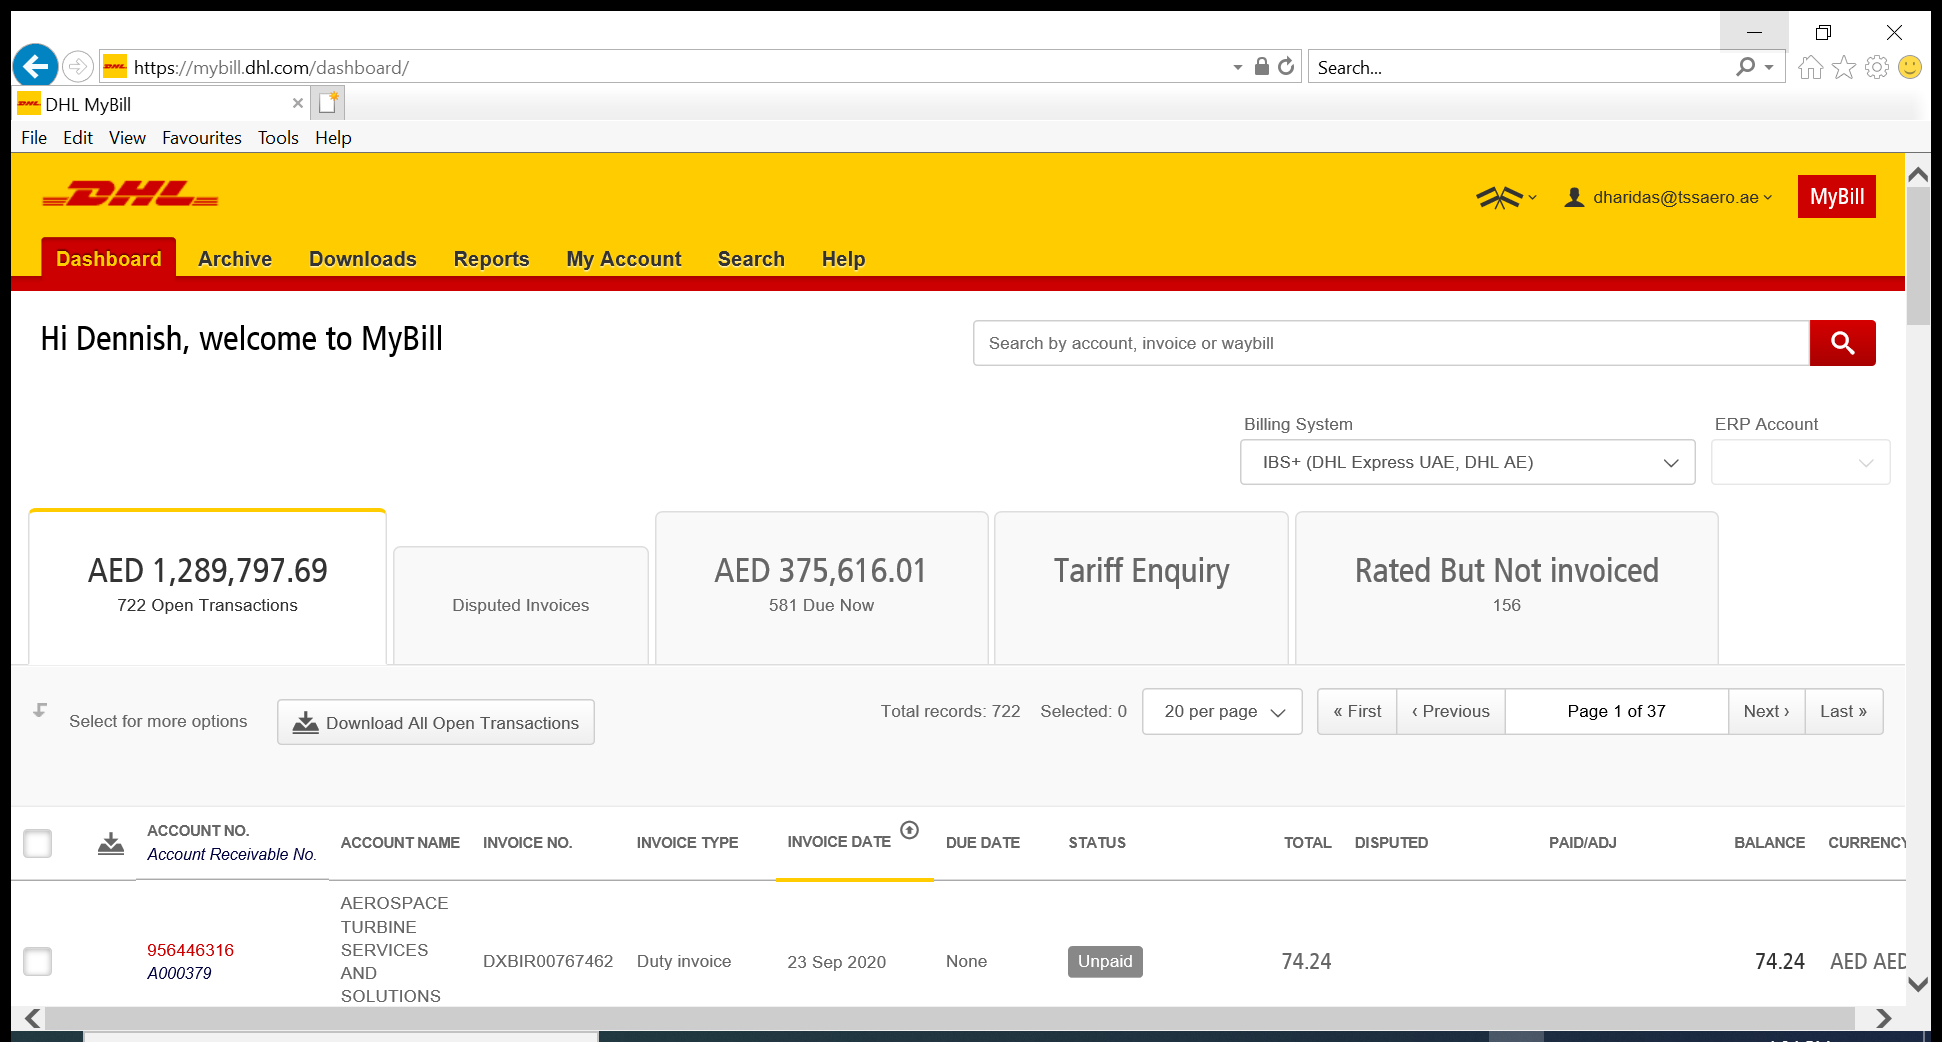 https://mybill.dhl.com/dashboard/
Search...
DHL MyBill
File Edit View Favourites Tools Help
DHL
dharidas@tssaero.ae
MyBill
Dashboard Archive Downloads Reports My Account Search Help
Hi Dennish, welcome to MyBill
Search by account, invoice or waybill
Billing System
ERP Account
IBS+ (DHL Express UAE, DHL AE)
AED 1,289,797.69
722 Open Transactions
Disputed Invoices
AED 375,616.01
581 Due Now
Tariff Enquiry
Rated But Not invoiced
156
Select for more options
Download All Open Transactions
Total records: 722 Selected: 0
20 per page
« First
‹ Previous
Page 1 of 37
Next ›
Last »
ACCOUNT NO.
Account Receivable No.
ACCOUNT NAME
INVOICE NO.
INVOICE TYPE
INVOICE DATE
DUE DATE
STATUS
TOTAL
DISPUTED
PAID/ADJ
BALANCE
CURRENCY
956446316
A000379
AEROSPACE
TURBINE
SERVICES
AND
SOLUTIONS
DXBIR00767462
Duty invoice
23 Sep 2020
None
Unpaid
74.24
74.24
AED AED